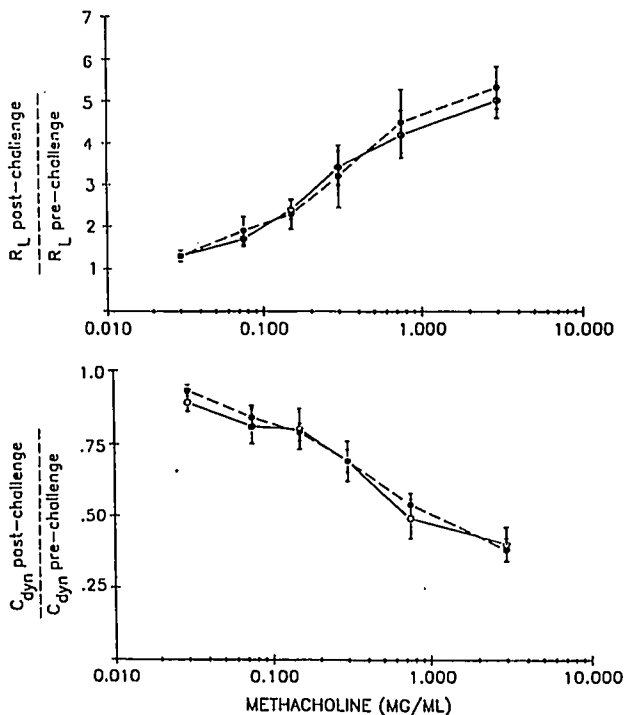 7
6
5
4
3
2
1
R_L post-challenge
R_L pre-challenge
0.010 0.100 1.000 10.000
1.0
.75
.50
.25
C_dyn post-challenge
C_dyn pre-challenge
0.010 0.100 1.000 10.000
METHACHOLINE (MG/ML)